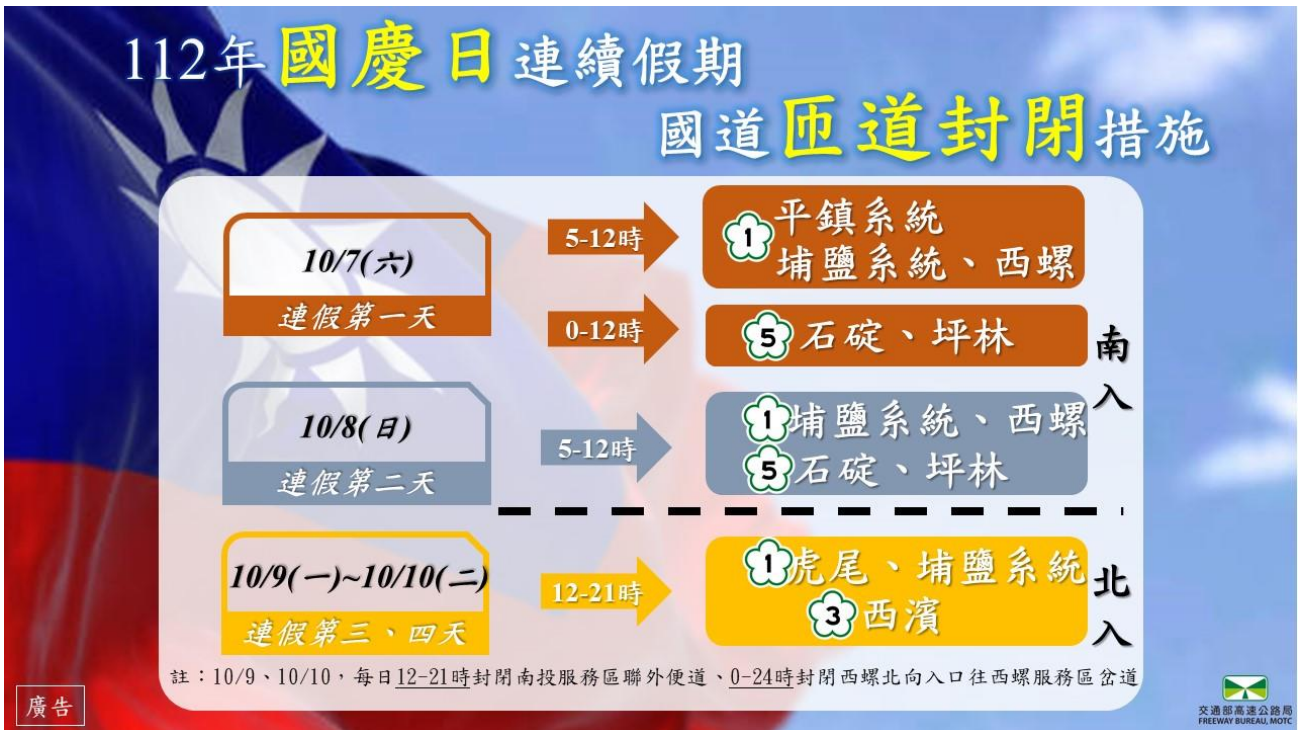 112年國慶日連續假期
國道匝道封閉措施
10/7(六)
連假第一天
5-12時
1 平鎮系統
埔鹽系統、西螺
0-12時
5 石碇、坪林
南入
10/8(日)
連假第二天
5-12時
1 埔鹽系統、西螺
5 石碇、坪林
10/9(一)~10/10(二)
連假第三、四天
12-21時
1 虎尾、埔鹽系統
3 西濱
北入
註：10/9、10/10，每日12-21時封閉南投服務區聯外便道、0-24時封閉西螺北向入口往西螺服務區岔道
廣告
交通部高速公路局
FREEWAY BUREAU, MOTC